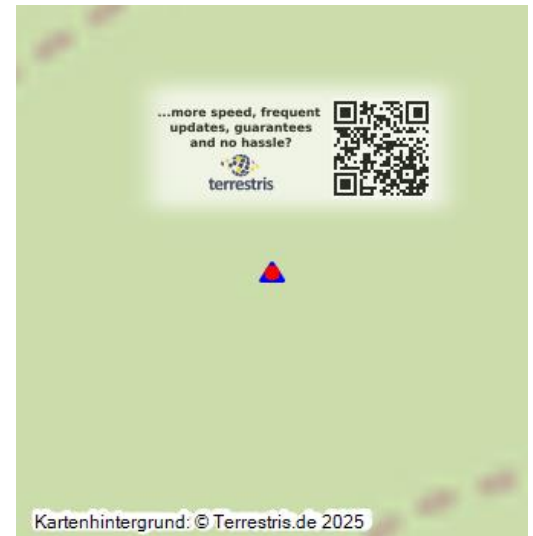 ...more speed, frequent
updates, guarantees
and no hassle?
terrestris
Kartenhintergrund: © Terrestris.de 2025